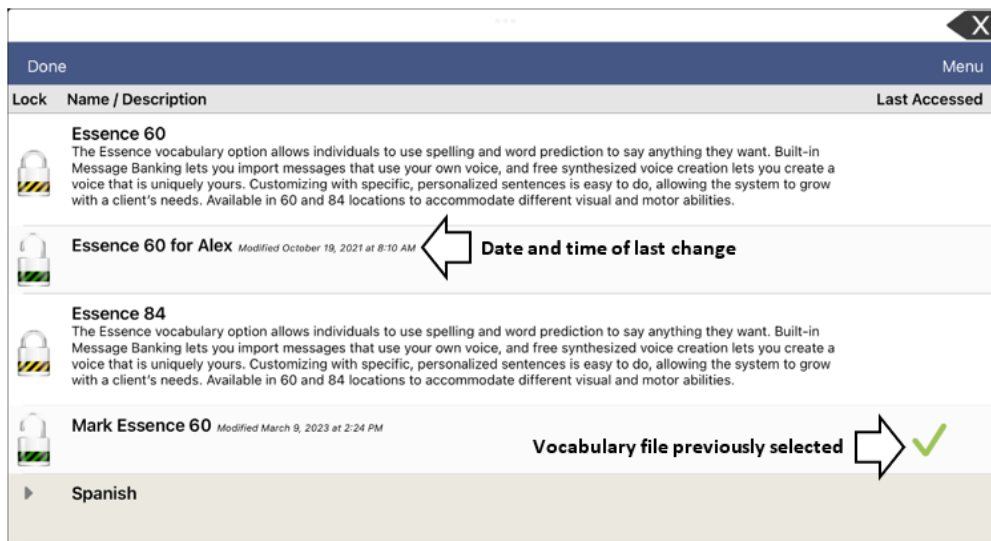 X
Done Menu
Lock Name / Description Last Accessed
Essence 60
The Essence vocabulary option allows individuals to use spelling and word prediction to say anything they want. Built-in
Message Banking lets you import messages that use your own voice, and free synthesized voice creation lets you create a
voice that is uniquely yours. Customizing with specific, personalized sentences is easy to do, allowing the system to grow
with a client's needs. Available in 60 and 84 locations to accommodate different visual and motor abilities.
Essence 60 for Alex Modified October 19, 2021 at 8:10 AM Date and time of last change
Essence 84
The Essence vocabulary option allows individuals to use spelling and word prediction to say anything they want. Built-in
Message Banking lets you import messages that use your own voice, and free synthesized voice creation lets you create a
voice that is uniquely yours. Customizing with specific, personalized sentences is easy to do, allowing the system to grow
with a client's needs. Available in 60 and 84 locations to accommodate different visual and motor abilities.
Mark Essence 60 Modified March 9, 2023 at 2:24 PM
Vocabulary file previously selected
Spanish